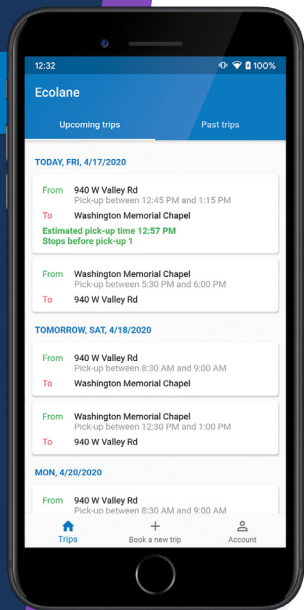 12:32
100%
Ecolane
Upcoming trips
Past trips
TODAY, FRI, 4/17/2020
From 940 W Valley Rd
Pick-up between 12:45 PM and 1:15 PM
To Washington Memorial Chapel
Estimated pick-up time 12:57 PM
Stops before pick-up 1
From Washington Memorial Chapel
Pick-up between 5:30 PM and 6:00 PM
To 940 W Valley Rd
TOMORROW, SAT, 4/18/2020
From 940 W Valley Rd
Pick-up between 8:30 AM and 9:00 AM
To Washington Memorial Chapel
From Washington Memorial Chapel
Pick-up between 12:30 PM and 1:00 PM
To 940 W Valley Rd
MON, 4/20/2020
From 940 W Valley Rd
Pick-up between 8:30 AM and 9:00 AM
Trips
Book a new trip
Account